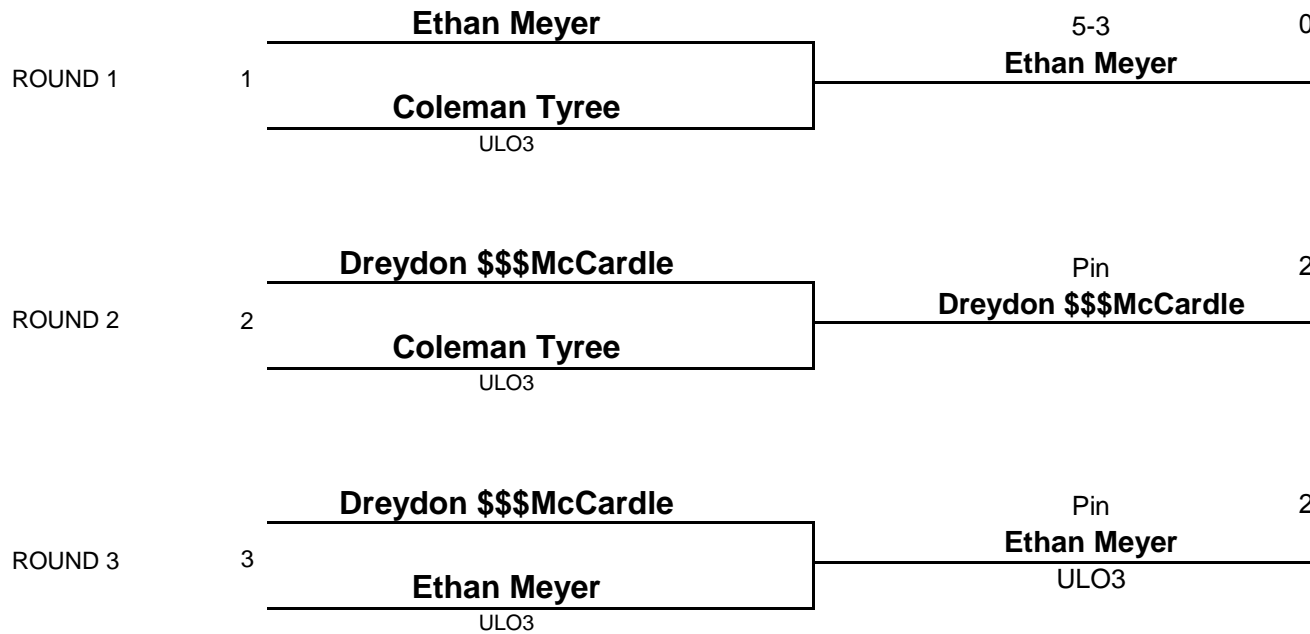 Ethan Meyer
5-3 0
Ethan Meyer
ROUND 1 1
Coleman Tyree
ULO3
Dreydon $$$McCardle
Pin 2
Dreydon $$$McCardle
ROUND 2 2
Coleman Tyree
ULO3
Dreydon $$$McCardle
Pin 2
Ethan Meyer
ROUND 3 3
ULO3
Ethan Meyer
ULO3